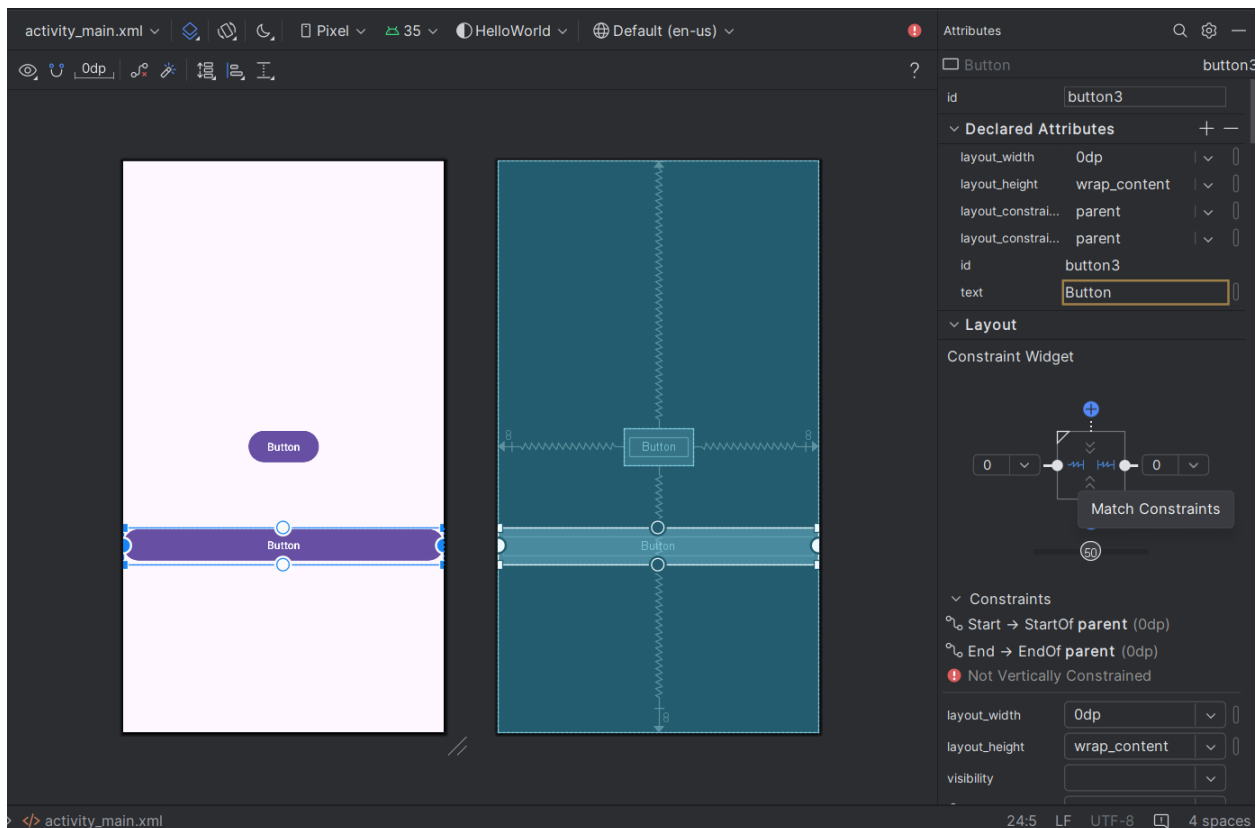 activity_main.xml Pixel 35 HelloWorld Default (en-us)
0dp ?
Button
Button
8 Button 8
Button
8
Attributes
Button button3
id button3
Declared Attributes
layout_width 0dp
layout_height wrap_content
layout_constrai... parent
layout_constrai... parent
id button3
text Button
Layout
Constraint Widget
0 0
Match Constraints
50
Constraints
Start → StartOf parent (0dp)
End → EndOf parent (0dp)
Not Vertically Constrained
layout_width 0dp
layout_height wrap_content
visibility
</> activity_main.xml 24:5 LF UTF-8 4 spaces